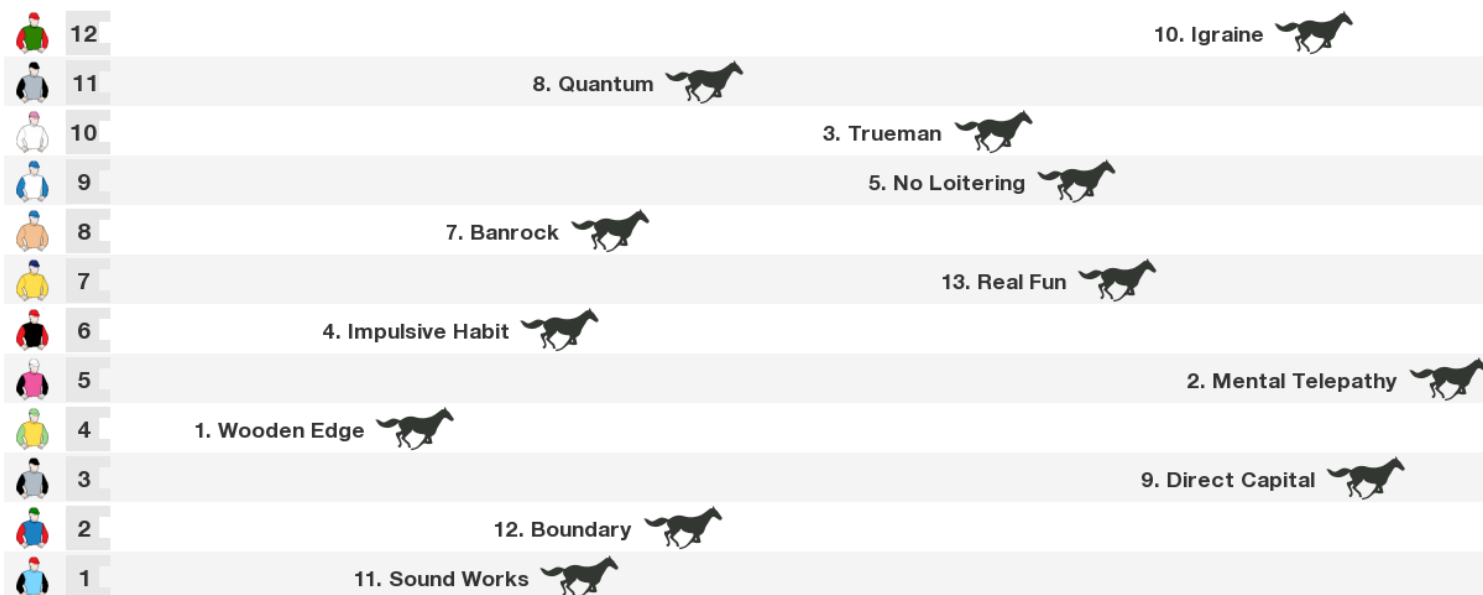 12 10. Igraine
11 8. Quantum
10 3. Trueman
9 5. No Loitering
8 7. Banrock
7 13. Real Fun
6 4. Impulsive Habit
5 2. Mental Telepathy
4 1. Wooden Edge
3 9. Direct Capital
2 12. Boundary
1 11. Sound Works